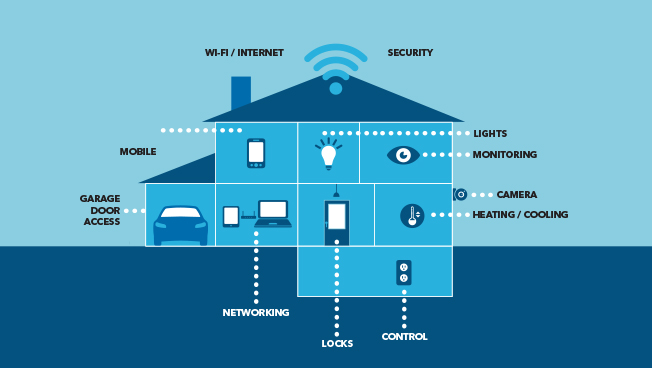 WI-FI / INTERNET
SECURITY
LIGHTS
MOBILE
MONITORING
CAMERA
GARAGE
DOOR
ACCESS
HEATING / COOLING
NETWORKING
LOCKS
CONTROL